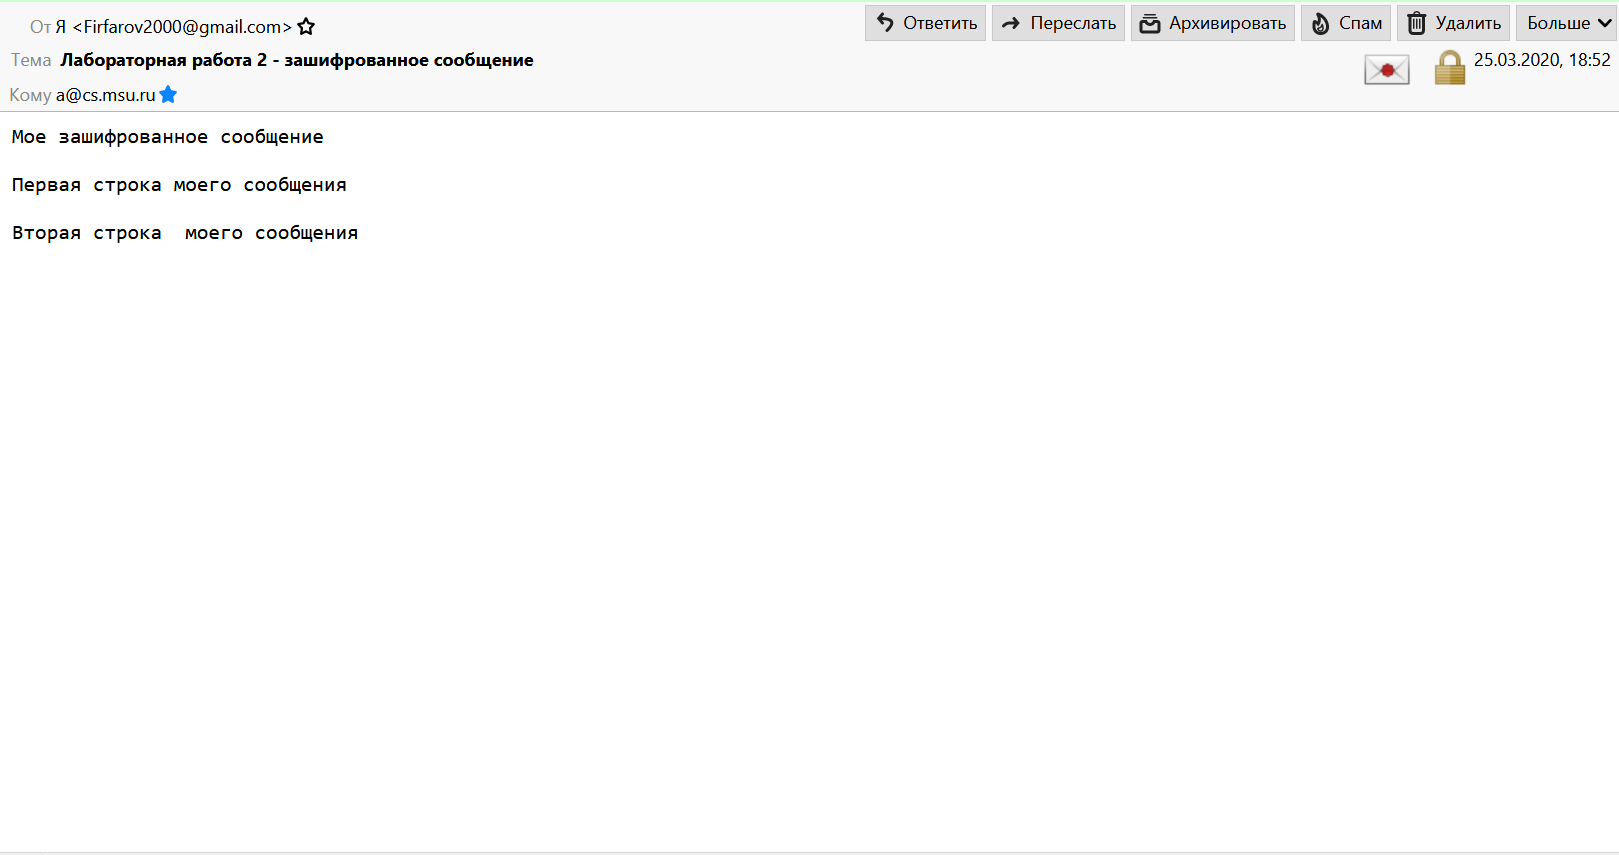 От Я <Firfarov2000@gmail.com> Ответить Переслать Архивировать Спам Удалить Больше
Тема Лабораторная работа 2 - зашифрованное сообщение 25.03.2020, 18:52
Кому a@cs.msu.ru
Мое зашифрованное сообщение
Первая строка моего сообщения
Вторая строка  моего сообщения